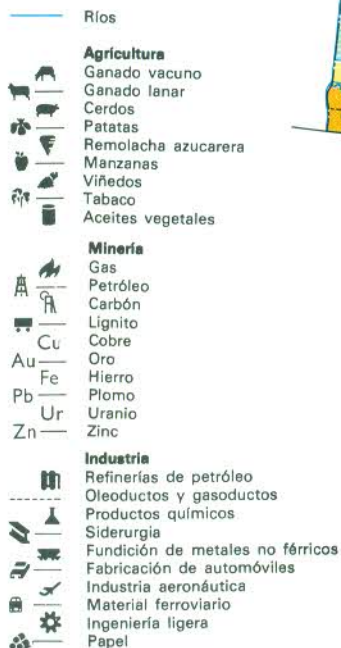 Ríos
Agricultura
Ganado vacuno
Ganado lanar
Cerdos
Patatas
Remolacha azucarera
Manzanas
Viñedos
Tabaco
Aceites vegetales
Minería
Gas
Petróleo
Carbón
Lignito
Cu Cobre
Au Oro
Fe Hierro
Pb Plomo
Ur Uranio
Zn Zinc
Industria
Refinerías de petróleo
Oleoductos y gasoductos
Productos químicos
Siderurgia
Fundición de metales no férricos
Fabricación de automóviles
Industria aeronáutica
Material ferroviario
Ingeniería ligera
Papel